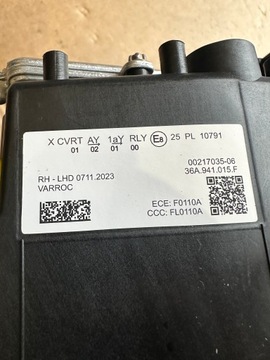 X CVRT AY 1aY RLY E8 25 PL 10791
01 02 01 00
00217035-06
36A.941.015.F
RH - LHD 0711.2023
VARROC
ECE: F0110A
CCC: FL0110A